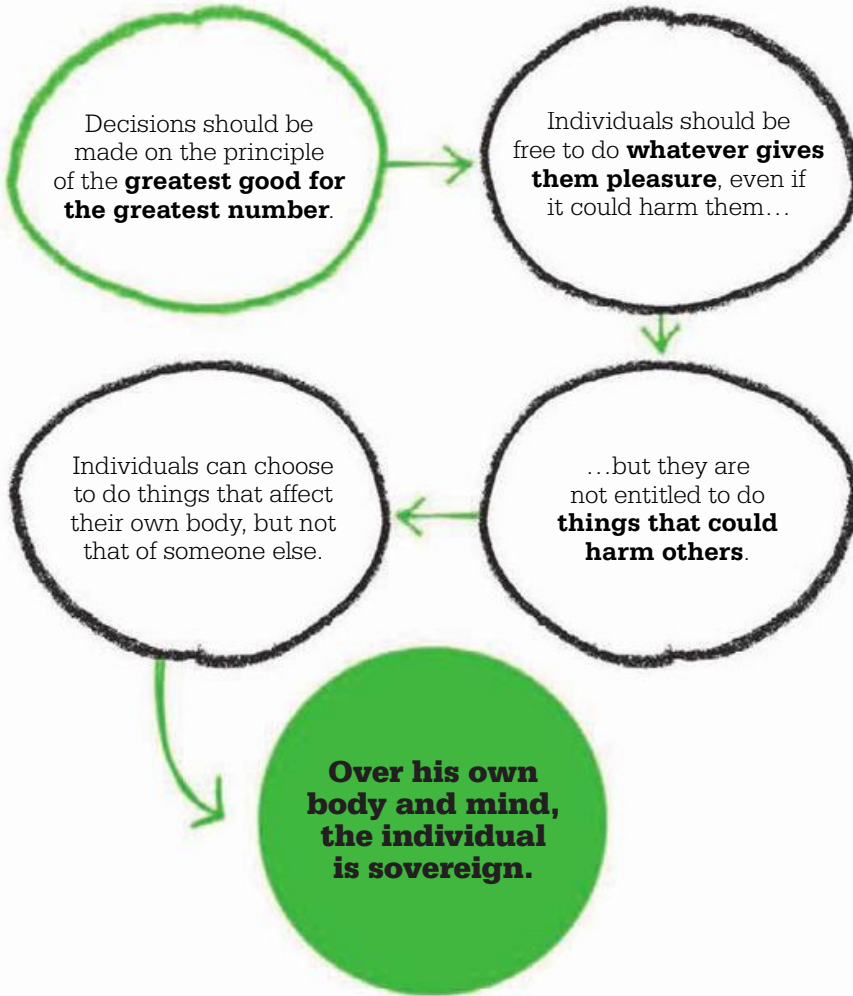 Decisions should be
made on the principle
of the greatest good for
the greatest number.
Individuals should be
free to do whatever gives
them pleasure, even if
it could harm them…
…but they are
not entitled to do
things that could
harm others.
Individuals can choose
to do things that affect
their own body, but not
that of someone else.
Over his own
body and mind,
the individual
is sovereign.